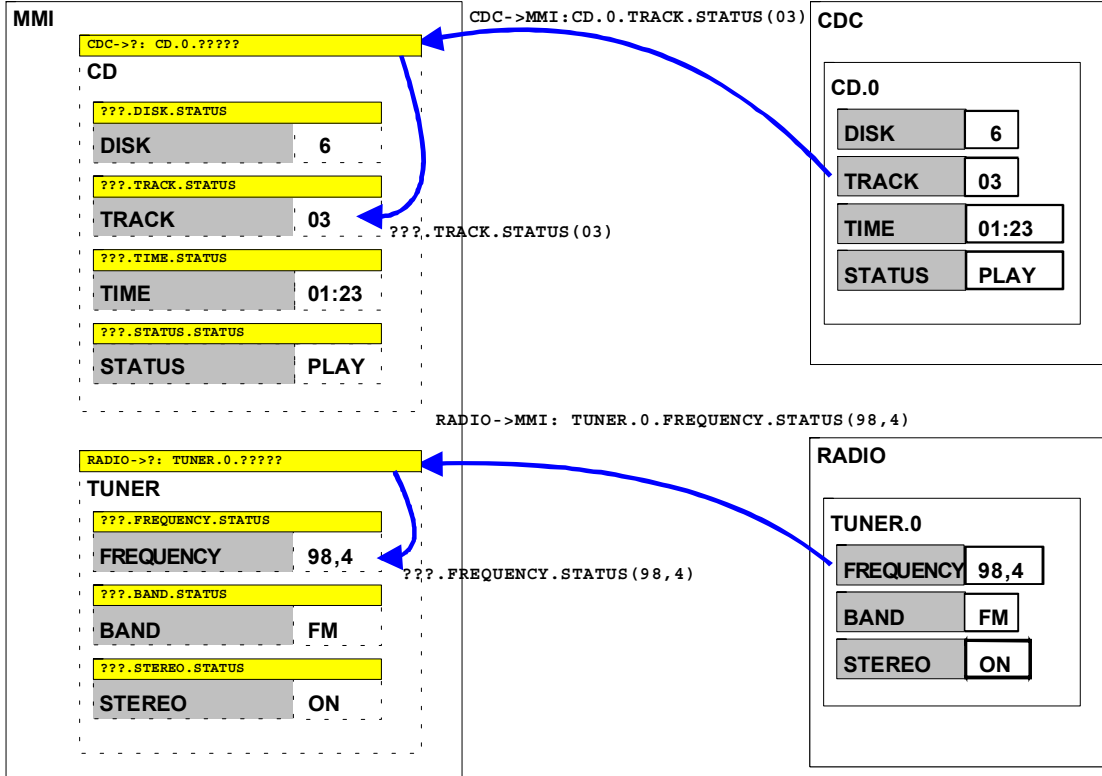 MMI
CDC->?: CD.0.?????
CD
???.DISK.STATUS
DISK 6
???.TRACK.STATUS
TRACK 03
???.TRACK.STATUS(03)
???.TIME.STATUS
TIME 01:23
???.STATUS.STATUS
STATUS PLAY
CDC->MMI:CD.0.TRACK.STATUS(03)
CDC
CD.0
DISK 6
TRACK 03
TIME 01:23
STATUS PLAY
RADIO->MMI: TUNER.0.FREQUENCY.STATUS(98,4)
RADIO->?: TUNER.0.?????
TUNER
???.FREQUENCY.STATUS
FREQUENCY 98,4
???.FREQUENCY.STATUS(98,4)
???.BAND.STATUS
BAND FM
???.STEREO.STATUS
STEREO ON
RADIO
TUNER.0
FREQUENCY 98,4
BAND FM
STEREO ON